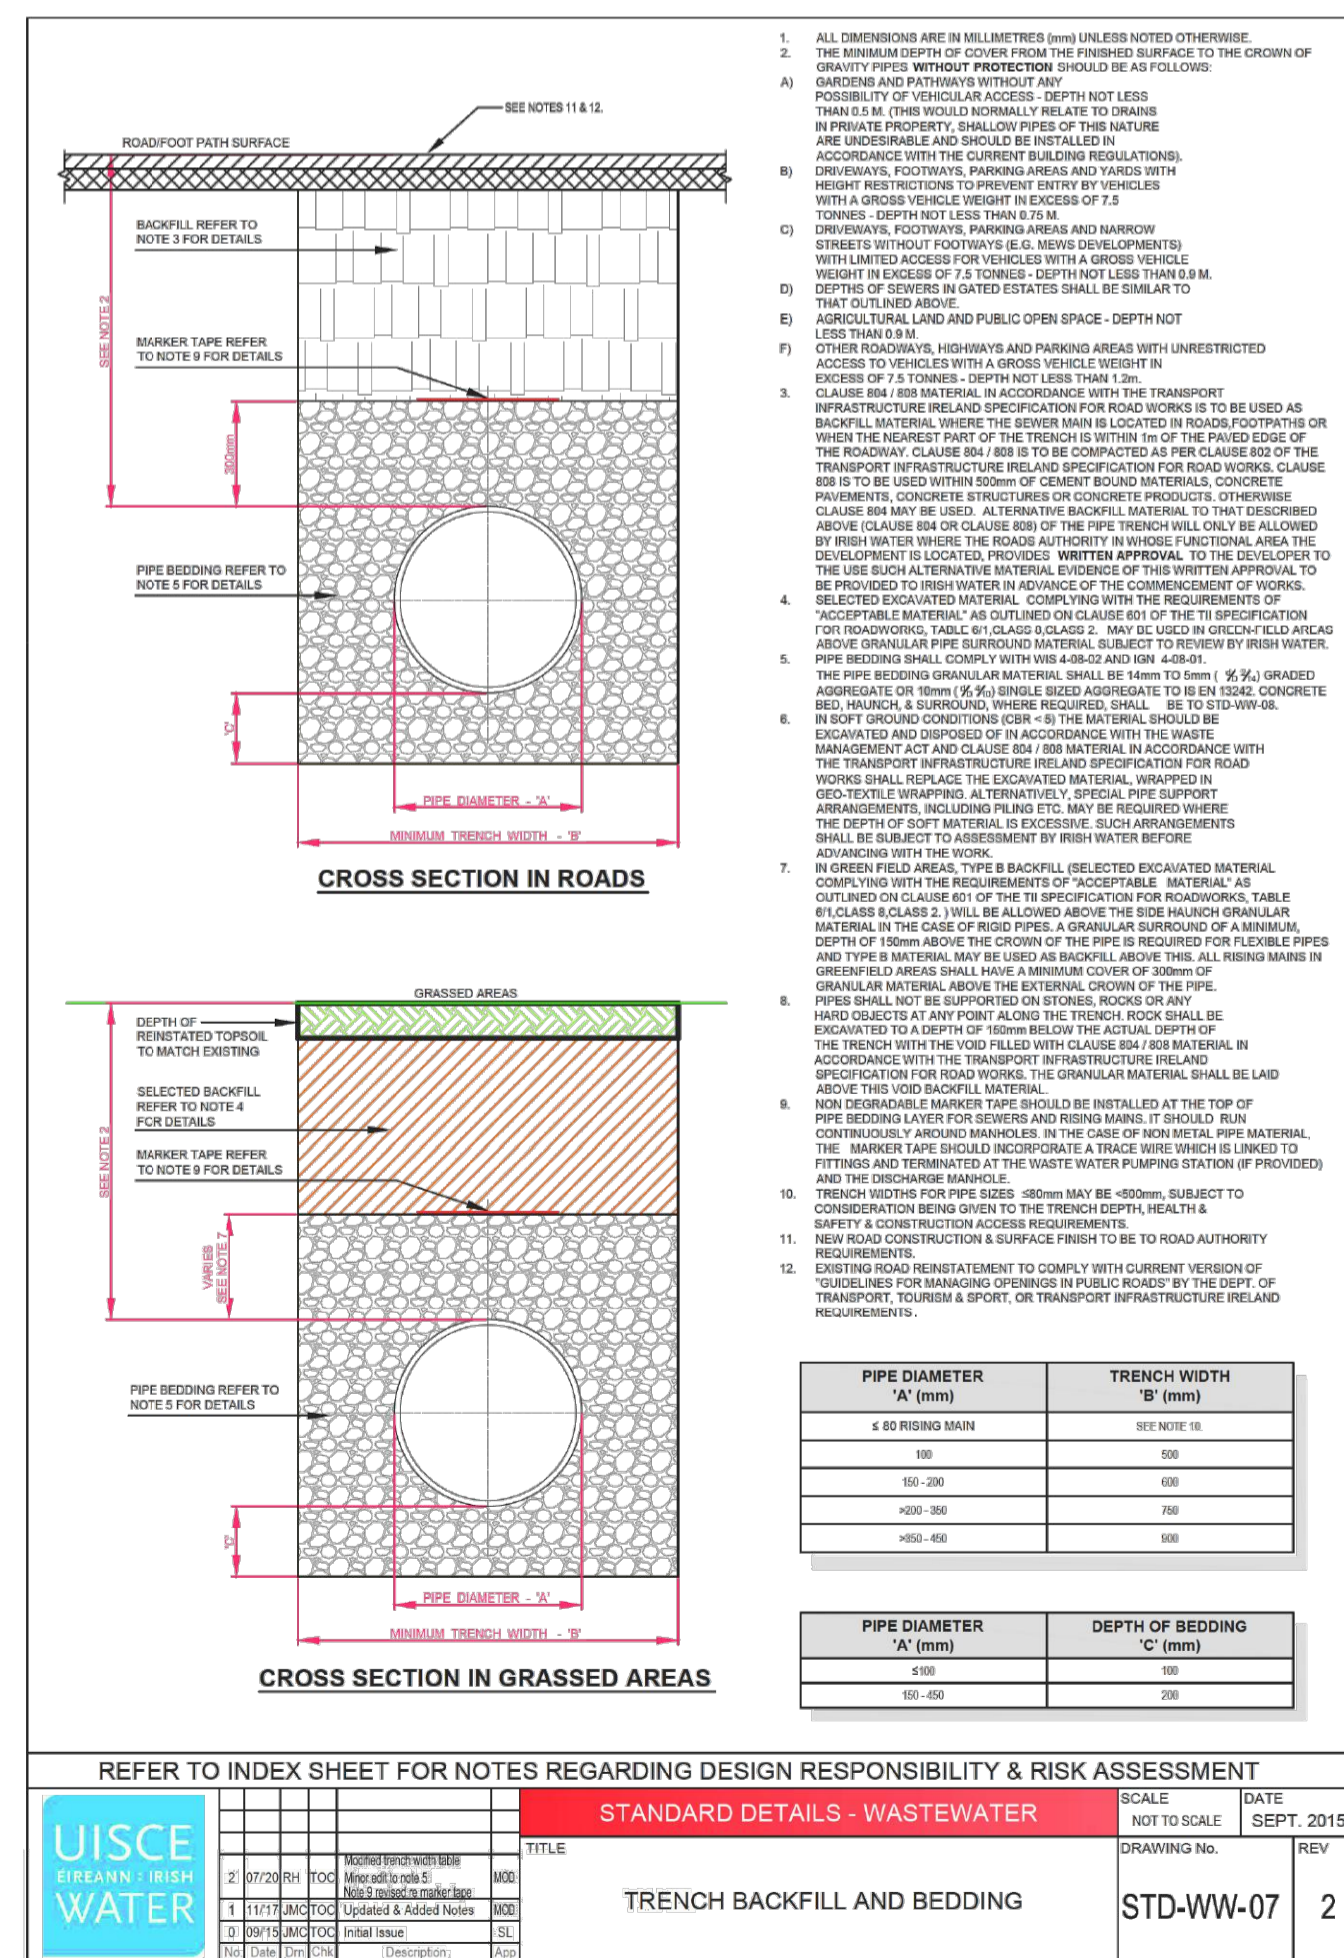 SEE NOTES 11 & 12.
ROAD/FOOT PATH SURFACE
BACKFILL REFER TO
NOTE 3 FOR DETAILS
SEE NOTE 2
MARKER TAPE REFER
TO NOTE 9 FOR DETAILS
300mm
PIPE BEDDING REFER TO
NOTE 5 FOR DETAILS
'C'
PIPE DIAMETER - 'A'
MINIMUM TRENCH WIDTH - 'B'
CROSS SECTION IN ROADS
GRASSED AREAS
DEPTH OF
REINSTATED TOPSOIL
TO MATCH EXISTING
SELECTED BACKFILL
REFER TO NOTE 4
FOR DETAILS
SEE NOTE 2
MARKER TAPE REFER
TO NOTE 9 FOR DETAILS
VARIES
SEE NOTE 7
PIPE BEDDING REFER TO
NOTE 5 FOR DETAILS
'C'
PIPE DIAMETER - 'A'
MINIMUM TRENCH WIDTH - 'B'
CROSS SECTION IN GRASSED AREAS
1. ALL DIMENSIONS ARE IN MILLIMETRES (mm) UNLESS NOTED OTHERWISE.
2. THE MINIMUM DEPTH OF COVER FROM THE FINISHED SURFACE TO THE CROWN OF
GRAVITY PIPES WITHOUT PROTECTION SHOULD BE AS FOLLOWS:
A) GARDENS AND PATHWAYS WITHOUT ANY
POSSIBILITY OF VEHICULAR ACCESS - DEPTH NOT LESS
THAN 0.5 M. (THIS WOULD NORMALLY RELATE TO DRAINS
IN PRIVATE PROPERTY, SHALLOW PIPES OF THIS NATURE
ARE UNDESIRABLE AND SHOULD BE INSTALLED IN
ACCORDANCE WITH THE CURRENT BUILDING REGULATIONS).
B) DRIVEWAYS, FOOTWAYS, PARKING AREAS AND YARDS WITH
HEIGHT RESTRICTIONS TO PREVENT ENTRY BY VEHICLES
WITH A GROSS VEHICLE WEIGHT IN EXCESS OF 7.5
TONNES - DEPTH NOT LESS THAN 0.75 M.
C) DRIVEWAYS, FOOTWAYS, PARKING AREAS AND NARROW
STREETS WITHOUT FOOTWAYS (E.G. MEWS DEVELOPMENTS)
WITH LIMITED ACCESS FOR VEHICLES WITH A GROSS VEHICLE
WEIGHT IN EXCESS OF 7.5 TONNES - DEPTH NOT LESS THAN 0.9 M.
D) DEPTHS OF SEWERS IN GATED ESTATES SHALL BE SIMILAR TO
THAT OUTLINED ABOVE.
E) AGRICULTURAL LAND AND PUBLIC OPEN SPACE - DEPTH NOT
LESS THAN 0.9 M.
F) OTHER ROADWAYS, HIGHWAYS AND PARKING AREAS WITH UNRESTRICTED
ACCESS TO VEHICLES WITH A GROSS VEHICLE WEIGHT IN
EXCESS OF 7.5 TONNES - DEPTH NOT LESS THAN 1.2m.
3. CLAUSE 804 / 808 MATERIAL IN ACCORDANCE WITH THE TRANSPORT
INFRASTRUCTURE IRELAND SPECIFICATION FOR ROAD WORKS IS TO BE USED AS
BACKFILL MATERIAL WHERE THE SEWER MAIN IS LOCATED IN ROADS,FOOTPATHS OR
WHEN THE NEAREST PART OF THE TRENCH IS WITHIN 1m OF THE PAVED EDGE OF
THE ROADWAY. CLAUSE 804 / 808 IS TO BE COMPACTED AS PER CLAUSE 802 OF THE
TRANSPORT INFRASTRUCTURE IRELAND SPECIFICATION FOR ROAD WORKS. CLAUSE
808 IS TO BE USED WITHIN 500mm OF CEMENT BOUND MATERIALS, CONCRETE
PAVEMENTS, CONCRETE STRUCTURES OR CONCRETE PRODUCTS. OTHERWISE
CLAUSE 804 MAY BE USED. ALTERNATIVE BACKFILL MATERIAL TO THAT DESCRIBED
ABOVE (CLAUSE 804 OR CLAUSE 808) OF THE PIPE TRENCH WILL ONLY BE ALLOWED
BY IRISH WATER WHERE THE ROADS AUTHORITY IN WHOSE FUNCTIONAL AREA THE
DEVELOPMENT IS LOCATED, PROVIDES WRITTEN APPROVAL TO THE DEVELOPER TO
THE USE SUCH ALTERNATIVE MATERIAL EVIDENCE OF THIS WRITTEN APPROVAL TO
BE PROVIDED TO IRISH WATER IN ADVANCE OF THE COMMENCEMENT OF WORKS.
4. SELECTED EXCAVATED MATERIAL COMPLYING WITH THE REQUIREMENTS OF
"ACCEPTABLE MATERIAL" AS OUTLINED ON CLAUSE 601 OF THE TII SPECIFICATION
FOR ROADWORKS, TABLE 6/1,CLASS 8,CLASS 2. MAY BE USED IN GREEN-FIELD AREAS
ABOVE GRANULAR PIPE SURROUND MATERIAL SUBJECT TO REVIEW BY IRISH WATER.
5. PIPE BEDDING SHALL COMPLY WITH WIS 4-08-02 AND IGN 4-08-01.
THE PIPE BEDDING GRANULAR MATERIAL SHALL BE 14mm TO 5mm ( ) GRADED
AGGREGATE OR 10mm ( ) SINGLE SIZED AGGREGATE TO IS EN 13242. CONCRETE
BED, HAUNCH, & SURROUND, WHERE REQUIRED, SHALL BE TO STD-WW-08.
6. IN SOFT GROUND CONDITIONS (CBR < 5) THE MATERIAL SHOULD BE
EXCAVATED AND DISPOSED OF IN ACCORDANCE WITH THE WASTE
MANAGEMENT ACT AND CLAUSE 804 / 808 MATERIAL IN ACCORDANCE WITH
THE TRANSPORT INFRASTRUCTURE IRELAND SPECIFICATION FOR ROAD
WORKS SHALL REPLACE THE EXCAVATED MATERIAL, WRAPPED IN
GEO-TEXTILE WRAPPING. ALTERNATIVELY, SPECIAL PIPE SUPPORT
ARRANGEMENTS, INCLUDING PILING ETC. MAY BE REQUIRED WHERE
THE DEPTH OF SOFT MATERIAL IS EXCESSIVE. SUCH ARRANGEMENTS
SHALL BE SUBJECT TO ASSESSMENT BY IRISH WATER BEFORE
ADVANCING WITH THE WORK.
7. IN GREEN FIELD AREAS, TYPE B BACKFILL (SELECTED EXCAVATED MATERIAL
COMPLYING WITH THE REQUIREMENTS OF "ACCEPTABLE MATERIAL" AS
OUTLINED ON CLAUSE 601 OF THE TII SPECIFICATION FOR ROADWORKS, TABLE
6/1,CLASS 8,CLASS 2. ) WILL BE ALLOWED ABOVE THE SIDE HAUNCH GRANULAR
MATERIAL IN THE CASE OF RIGID PIPES. A GRANULAR SURROUND OF A MINIMUM,
DEPTH OF 150mm ABOVE THE CROWN OF THE PIPE IS REQUIRED FOR FLEXIBLE PIPES
AND TYPE B MATERIAL MAY BE USED AS BACKFILL ABOVE THIS. ALL RISING MAINS IN
GREENFIELD AREAS SHALL HAVE A MINIMUM COVER OF 300mm OF
GRANULAR MATERIAL ABOVE THE EXTERNAL CROWN OF THE PIPE.
8. PIPES SHALL NOT BE SUPPORTED ON STONES, ROCKS OR ANY
HARD OBJECTS AT ANY POINT ALONG THE TRENCH. ROCK SHALL BE
EXCAVATED TO A DEPTH OF 150mm BELOW THE ACTUAL DEPTH OF
THE TRENCH WITH THE VOID FILLED WITH CLAUSE 804 / 808 MATERIAL IN
ACCORDANCE WITH THE TRANSPORT INFRASTRUCTURE IRELAND
SPECIFICATION FOR ROAD WORKS. THE GRANULAR MATERIAL SHALL BE LAID
ABOVE THIS VOID BACKFILL MATERIAL.
9. NON DEGRADABLE MARKER TAPE SHOULD BE INSTALLED AT THE TOP OF
PIPE BEDDING LAYER FOR SEWERS AND RISING MAINS. IT SHOULD RUN
CONTINUOUSLY AROUND MANHOLES. IN THE CASE OF NON METAL PIPE MATERIAL,
THE MARKER TAPE SHOULD INCORPORATE A TRACE WIRE WHICH IS LINKED TO
FITTINGS AND TERMINATED AT THE WASTE WATER PUMPING STATION (IF PROVIDED)
AND THE DISCHARGE MANHOLE.
10. TRENCH WIDTHS FOR PIPE SIZES ≤80mm MAY BE <500mm, SUBJECT TO
CONSIDERATION BEING GIVEN TO THE TRENCH DEPTH, HEALTH &
SAFETY & CONSTRUCTION ACCESS REQUIREMENTS.
11. NEW ROAD CONSTRUCTION & SURFACE FINISH TO BE TO ROAD AUTHORITY
REQUIREMENTS.
12. EXISTING ROAD REINSTATEMENT TO COMPLY WITH CURRENT VERSION OF
"GUIDELINES FOR MANAGING OPENINGS IN PUBLIC ROADS" BY THE DEPT. OF
TRANSPORT, TOURISM & SPORT, OR TRANSPORT INFRASTRUCTURE IRELAND
REQUIREMENTS .
PIPE DIAMETER TRENCH WIDTH
'A' (mm) 'B' (mm)
≤ 80 RISING MAIN SEE NOTE 10.
100 500
150 - 200 600
>200 - 350 750
>350 - 450 900
PIPE DIAMETER DEPTH OF BEDDING
'A' (mm) 'C' (mm)
≤100 100
150 - 450 200
REFER TO INDEX SHEET FOR NOTES REGARDING DESIGN RESPONSIBILITY & RISK ASSESSMENT
UISCE
ÉIREANN : IRISH
WATER
Modified trench width table
2 07/'20 RH TOC Minor edit to note 5 MOD
Note 9 revised re marker tape
1 11/'17 JMC TOC Updated & Added Notes MOD
0 09/'15 JMC TOC Initial Issue SL
No. Date Drn Chk Description App
STANDARD DETAILS - WASTEWATER
TITLE
TRENCH BACKFILL AND BEDDING
SCALE
NOT TO SCALE
DATE
SEPT. 2015
DRAWING No.
STD-WW-07
REV
2